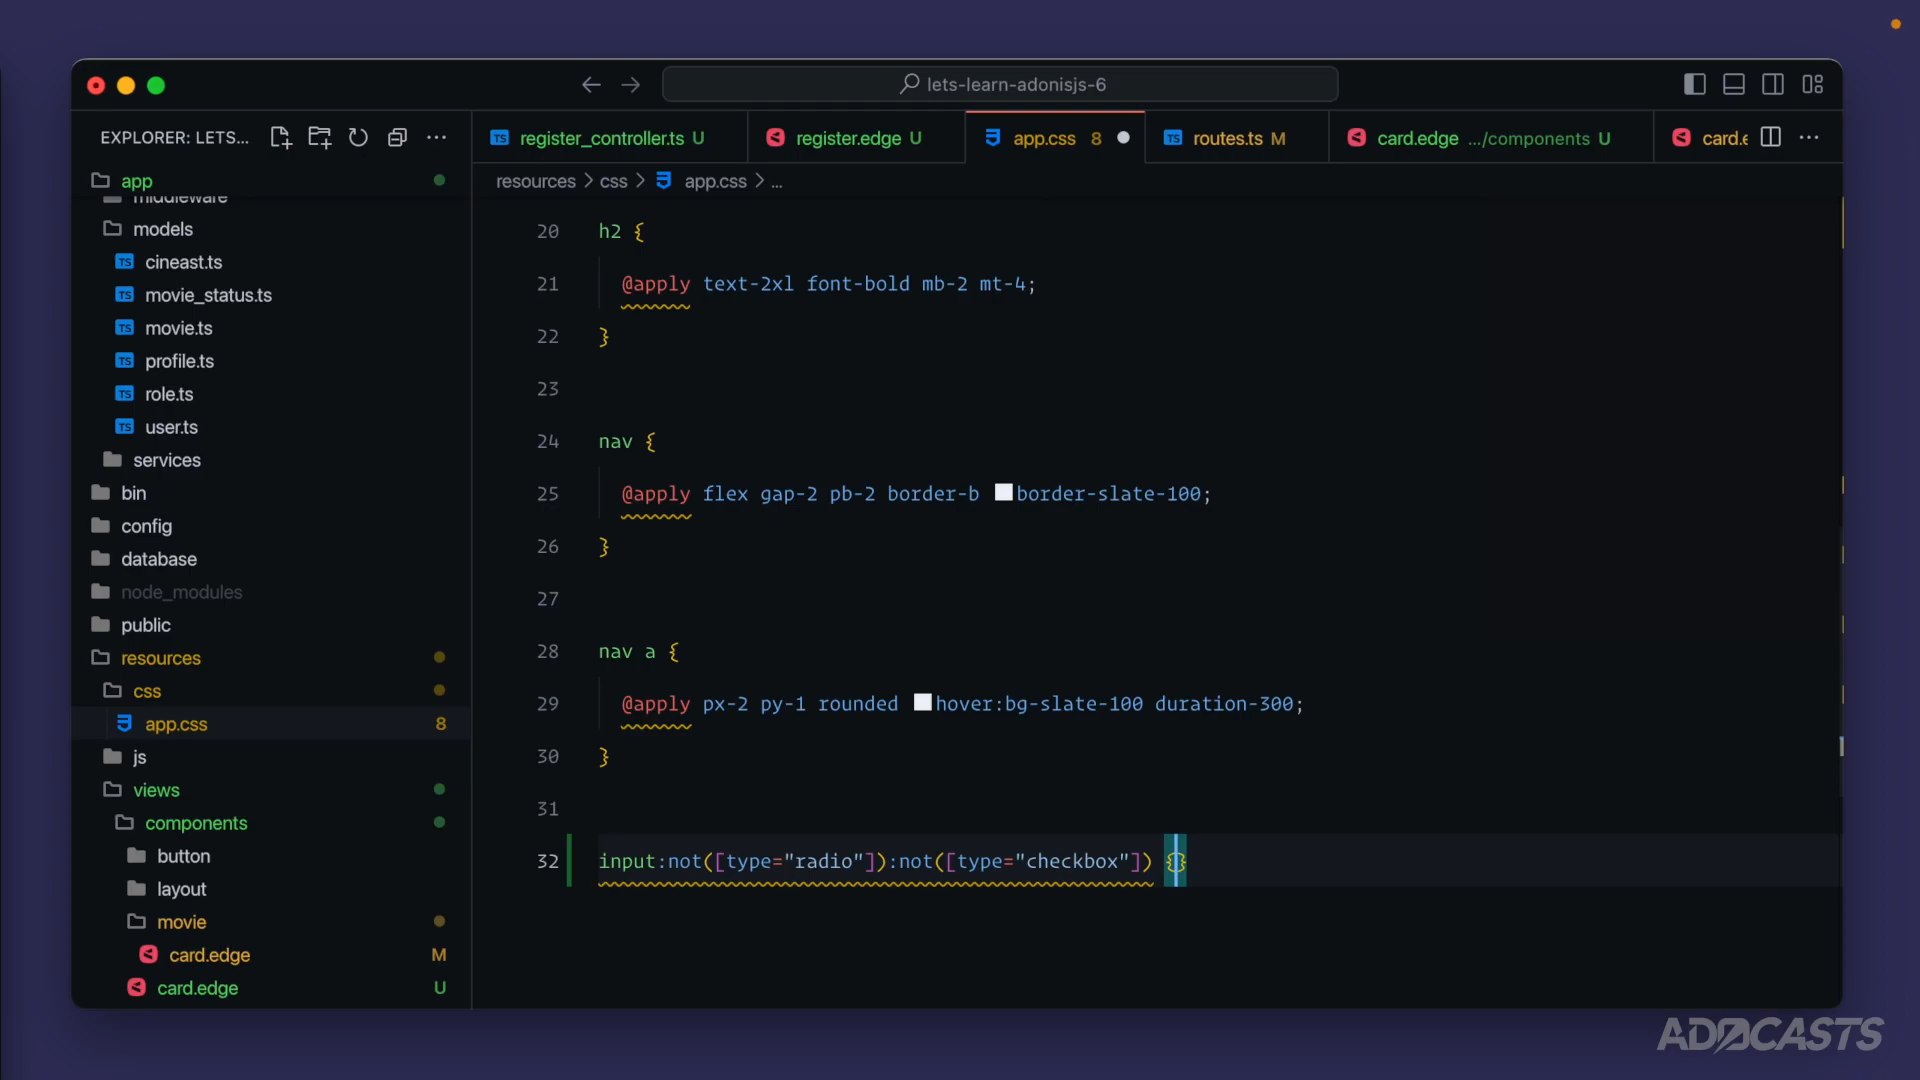 lets-learn-adonisjs-6
EXPLORER: LETS...
register_controller.ts U
register.edge U
app.css 8
routes.ts M
card.edge .../components U
card.e
resources > css > app.css > ...
app
middleware
models
cineast.ts
movie_status.ts
movie.ts
profile.ts
role.ts
user.ts
services
bin
config
database
node_modules
public
resources
css
app.css 8
js
views
components
button
layout
movie
card.edge M
card.edge U
20 h2 {
21 @apply text-2xl font-bold mb-2 mt-4;
22 }
23
24 nav {
25 @apply flex gap-2 pb-2 border-b border-slate-100;
26 }
27
28 nav a {
29 @apply px-2 py-1 rounded hover:bg-slate-100 duration-300;
30 }
31
32 input:not([type="radio"]):not([type="checkbox"]) {}
ADOCASTS